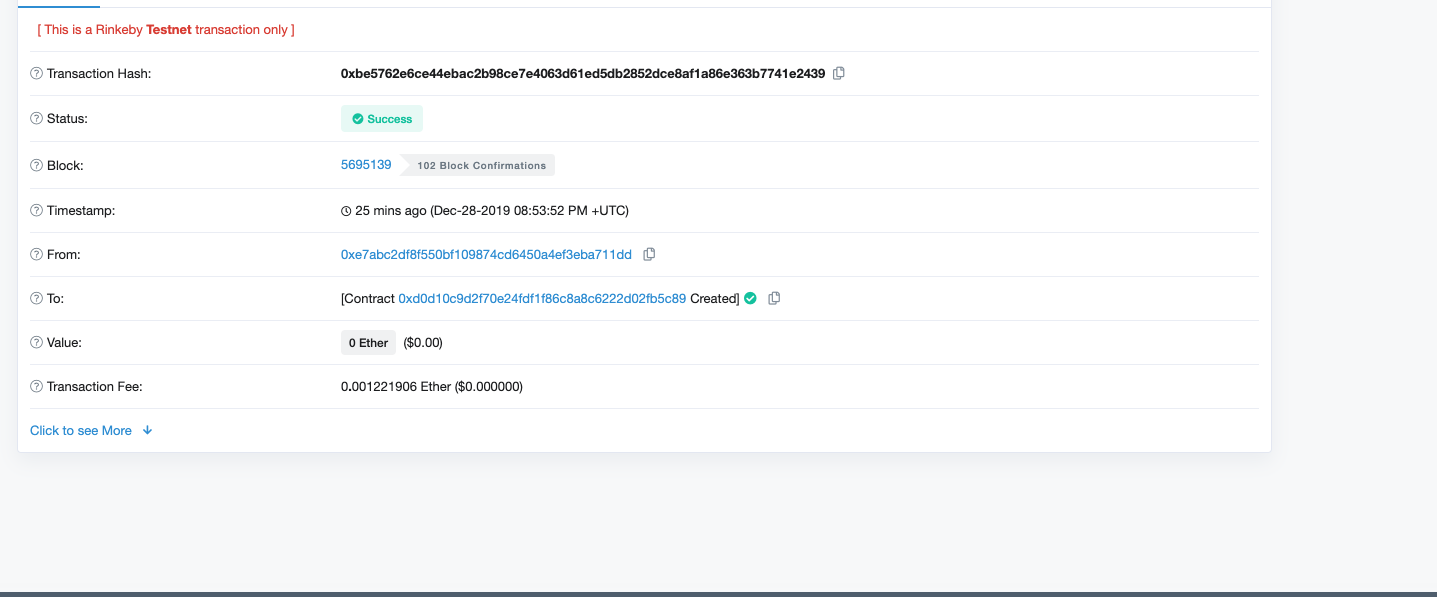 [ This is a Rinkeby Testnet transaction only ]
Transaction Hash: 0xbe5762e6ce44ebac2b98ce7e4063d61ed5db2852dce8af1a86e363b7741e2439
Status: Success
Block: 5695139 102 Block Confirmations
Timestamp: 25 mins ago (Dec-28-2019 08:53:52 PM +UTC)
From: 0xe7abc2df8f550bf109874cd6450a4ef3eba711dd
To: [Contract 0xd0d10c9d2f70e24fdf1f86c8a8c6222d02fb5c89 Created]
Value: 0 Ether ($0.00)
Transaction Fee: 0.001221906 Ether ($0.000000)
Click to see More